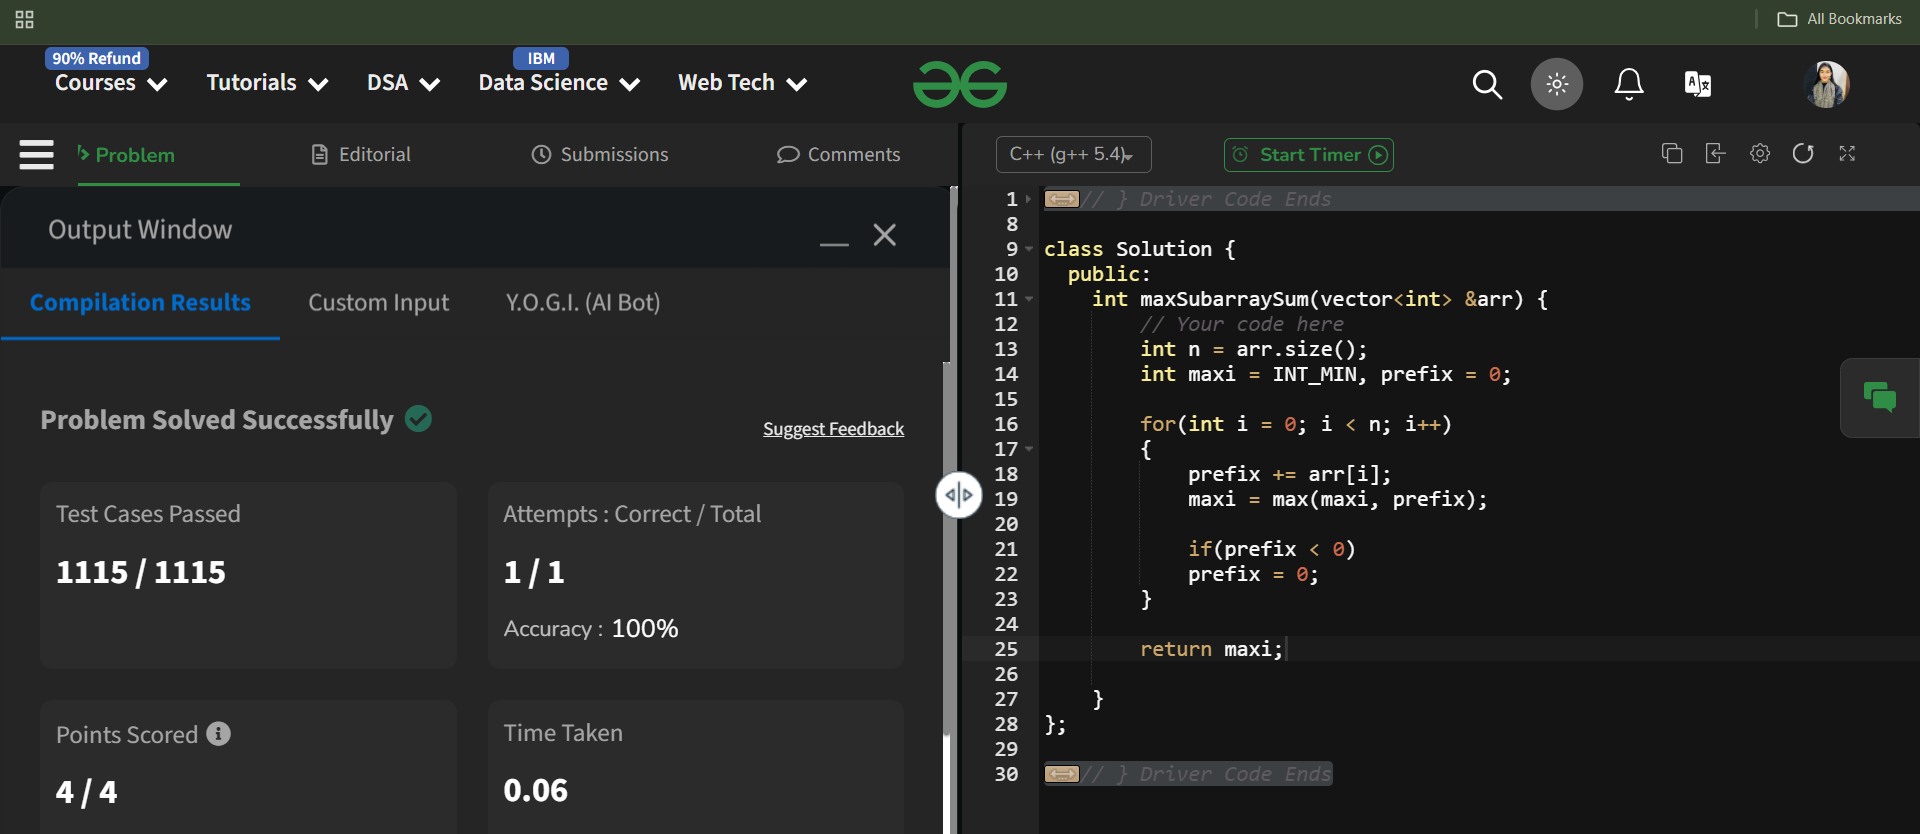 All Bookmarks
90% Refund
IBM
Courses Tutorials DSA Data Science Web Tech
Problem Editorial Submissions Comments
Output Window
Compilation Results Custom Input Y.O.G.I. (AI Bot)
Problem Solved Successfully
Suggest Feedback
Test Cases Passed
1115 / 1115
Attempts : Correct / Total
1 / 1
Accuracy : 100%
Points Scored
4 / 4
Time Taken
0.06
C++ (g++ 5.4)
Start Timer
1 // } Driver Code Ends
8
9 class Solution {
10 public:
11 int maxSubarraySum(vector<int> &arr) {
12 // Your code here
13 int n = arr.size();
14 int maxi = INT_MIN, prefix = 0;
15
16 for(int i = 0; i < n; i++)
17 {
18 prefix += arr[i];
19 maxi = max(maxi, prefix);
20
21 if(prefix < 0)
22 prefix = 0;
23 }
24
25 return maxi;
26
27 }
28 };
29
30 // } Driver Code Ends